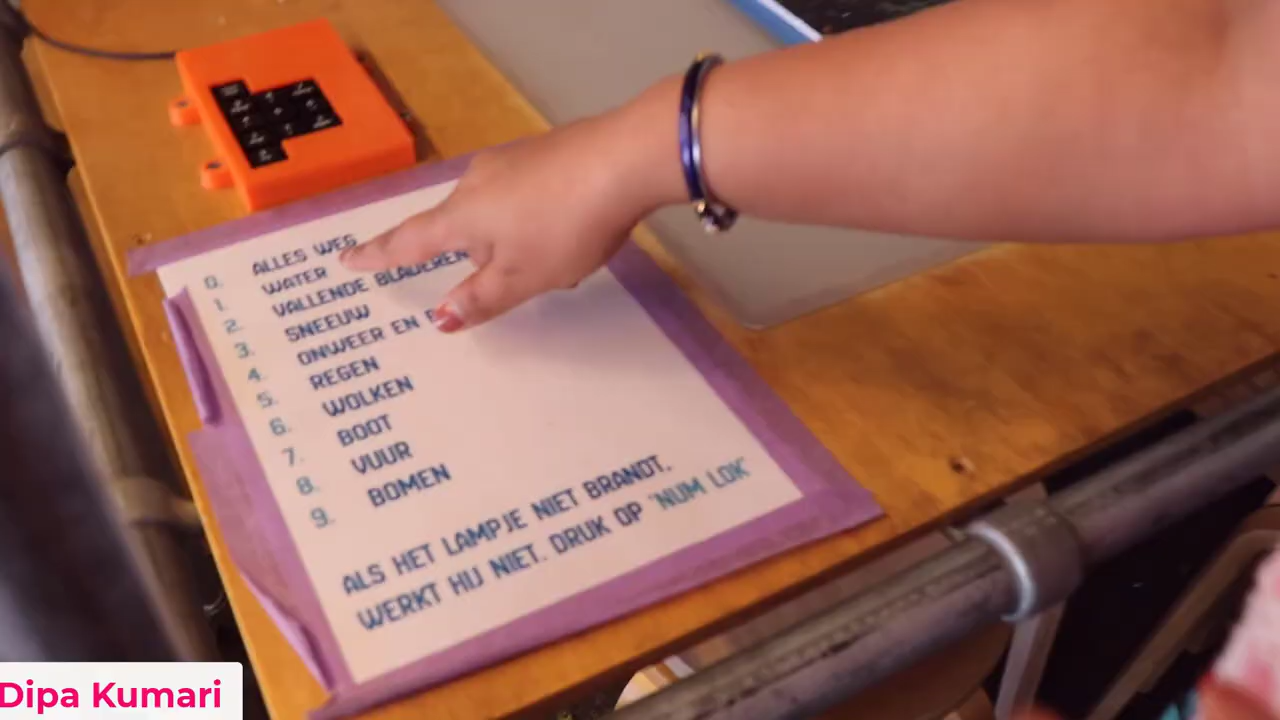 0. ALLES WEG
1. WATER
2. VALLENDE BLADEREN
3. SNEEUW
4. ONWEER EN
5. REGEN
6. WOLKEN
7. BOOT
8. VUUR
9. BOMEN
ALS HET LAMPJE NIET BRANDT,
WERKT HIJ NIET. DRUK OP "NUM LOK"
Dipa Kumari